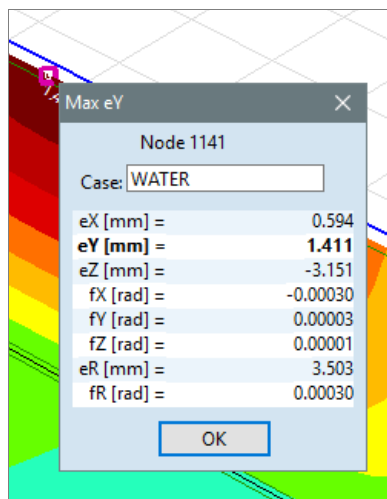 Max eY
Node 1141
Case: WATER
eX [mm] = 0.594
eY [mm] = 1.411
eZ [mm] = -3.151
fX [rad] = -0.00030
fY [rad] = 0.00003
fZ [rad] = 0.00001
eR [mm] = 3.503
fR [rad] = 0.00030
OK